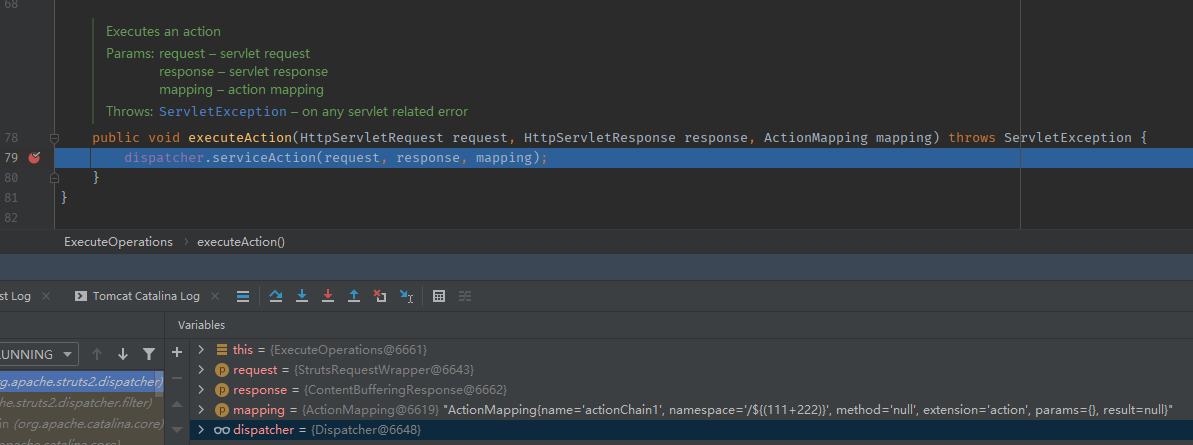 68
Executes an action
Params: request – servlet request
response – servlet response
mapping – action mapping
Throws: ServletException – on any servlet related error
78 public void executeAction(HttpServletRequest request, HttpServletResponse response, ActionMapping mapping) throws ServletException {
79 dispatcher.serviceAction(request, response, mapping);
80 }
81 }
82
ExecuteOperations › executeAction()
st Log × Tomcat Catalina Log ×
Variables
UNNING
this = {ExecuteOperations@6661}
request = {StrutsRequestWrapper@6643}
rg.apache.struts2.dispatcher)
response = {ContentBufferingResponse@6662}
he.struts2.dispatcher.filter)
mapping = {ActionMapping@6619} "ActionMapping{name='actionChain1', namespace='/${(111+222)}', method='null', extension='action', params={}, result=null}"
in (org.apache.catalina.core)
dispatcher = {Dispatcher@6648}